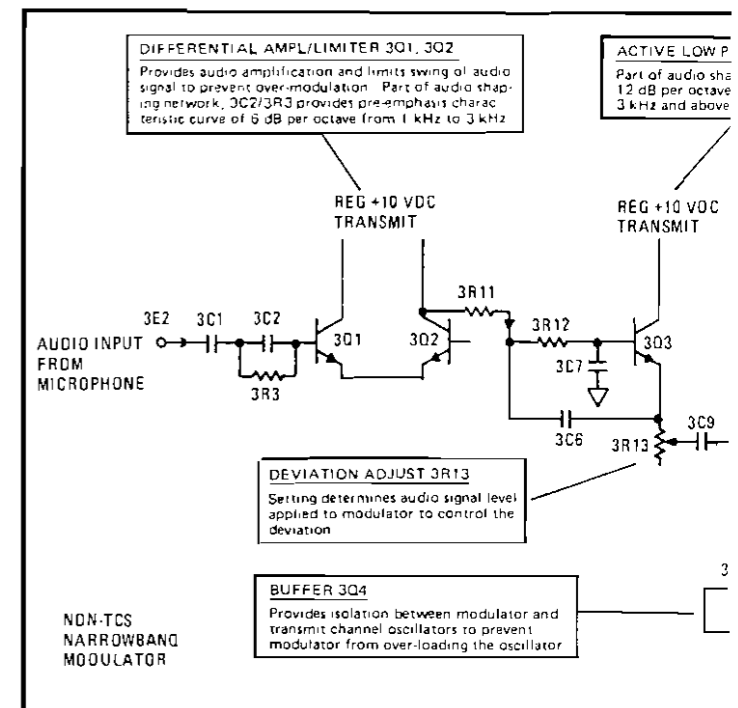 DIFFERENTIAL AMPL/LIMITER 3Q1, 3Q2
Provides audio amplification and limits swing of audio
signal to prevent over-modulation Part of audio shap-
ing network, 3C2/3R3 provides pre-emphasis charac
teristic curve of 6 dB per octave from 1 kHz to 3 kHz
ACTIVE LOW P
Part of audio sha
12 dB per octave
3 kHz and above
REG +10 VDC
TRANSMIT
REG +10 VDC
TRANSMIT
3E2
3C1
3C2
3R3
3Q1
3Q2
3R11
3R12
3C7
3Q3
3C6
3R13
3C9
AUDIO INPUT
FROM
MICROPHONE
DEVIATION ADJUST 3R13
Setting determines audio signal level
applied to modulator to control the
deviation
BUFFER 3Q4
Provides isolation between modulator and
transmit channel oscillators to prevent
modulator from over-loading the oscillator
3
NON-TCS
NARROWBAND
MODULATOR